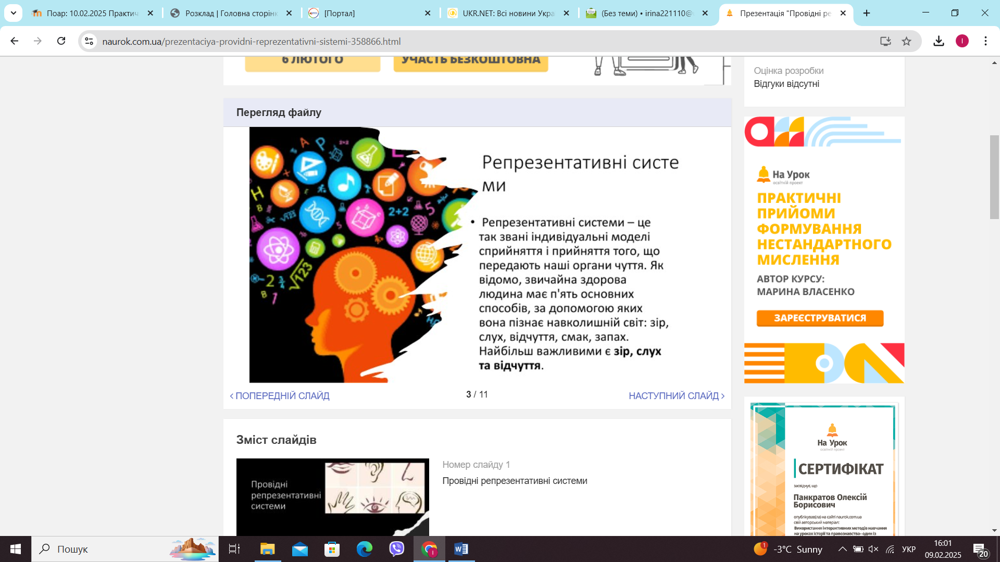 Поар: 10.02.2025 Практич
Розклад | Головна сторінк
[Портал]
UKR.NET: Всі новини Укра
(Без теми) • irina221110@
Презентація "Провідні ре
naurok.com.ua/prezentaciya-providni-reprezentativni-sistemi-358866.html
I
6 ЛЮТОГО
УЧАСТЬ БЕЗКОШТОВНА
Оцінка розробки
Відгуки відсутні
Перегляд файлу
Репрезентативні систе
ми
• Репрезентативні системи – це
так звані індивідуальні моделі
сприйняття і прийняття того, що
передають наші органи чуття. Як
відомо, звичайна здорова
людина має п'ять основних
способів, за допомогою яких
вона пізнає навколишній світ: зір,
слух, відчуття, смак, запах.
Найбільш важливими є зір, слух
та відчуття.
2+2
5
√123
‹ ПОПЕРЕДНІЙ СЛАЙД
3 / 11
НАСТУПНИЙ СЛАЙД ›
На Урок
освітній проект
ПРАКТИЧНІ
ПРИЙОМИ
ФОРМУВАННЯ
НЕСТАНДАРТНОГО
МИСЛЕННЯ
АВТОР КУРСУ:
МАРИНА ВЛАСЕНКО
ЗАРЕЄСТРУВАТИСЯ
Зміст слайдів
Провідні
репрезентативні
системи
Номер слайду 1
Провідні репрезентативні системи
На Урок
освітній проект
СЕРТИФІКАТ
засвідчує, що
Панкратов Олексій
Борисович
опублікував(ла) на сайті naurok.com.ua
свій авторський матеріал:
Використання інтерактивних методів навчання
на уроках історії та правознавства– один із
Пошук
1
-3°C Sunny
УКР
16:01
09.02.2025
20